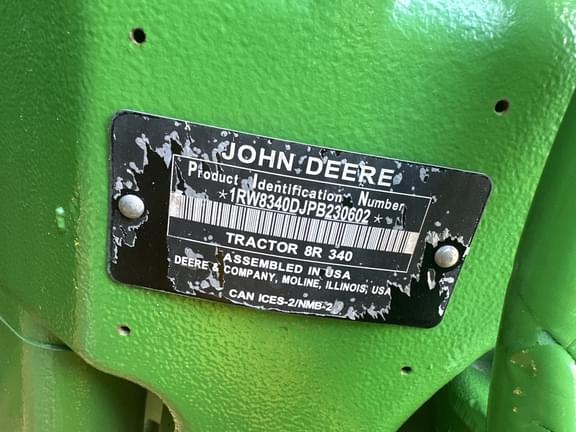 JOHN DEERE
Product Identification Number
*1RW8340DJPB230602*
TRACTOR 8R 340
ASSEMBLED IN USA
DEERE & COMPANY, MOLINE, ILLINOIS, USA
CAN ICES-2/NMB-2